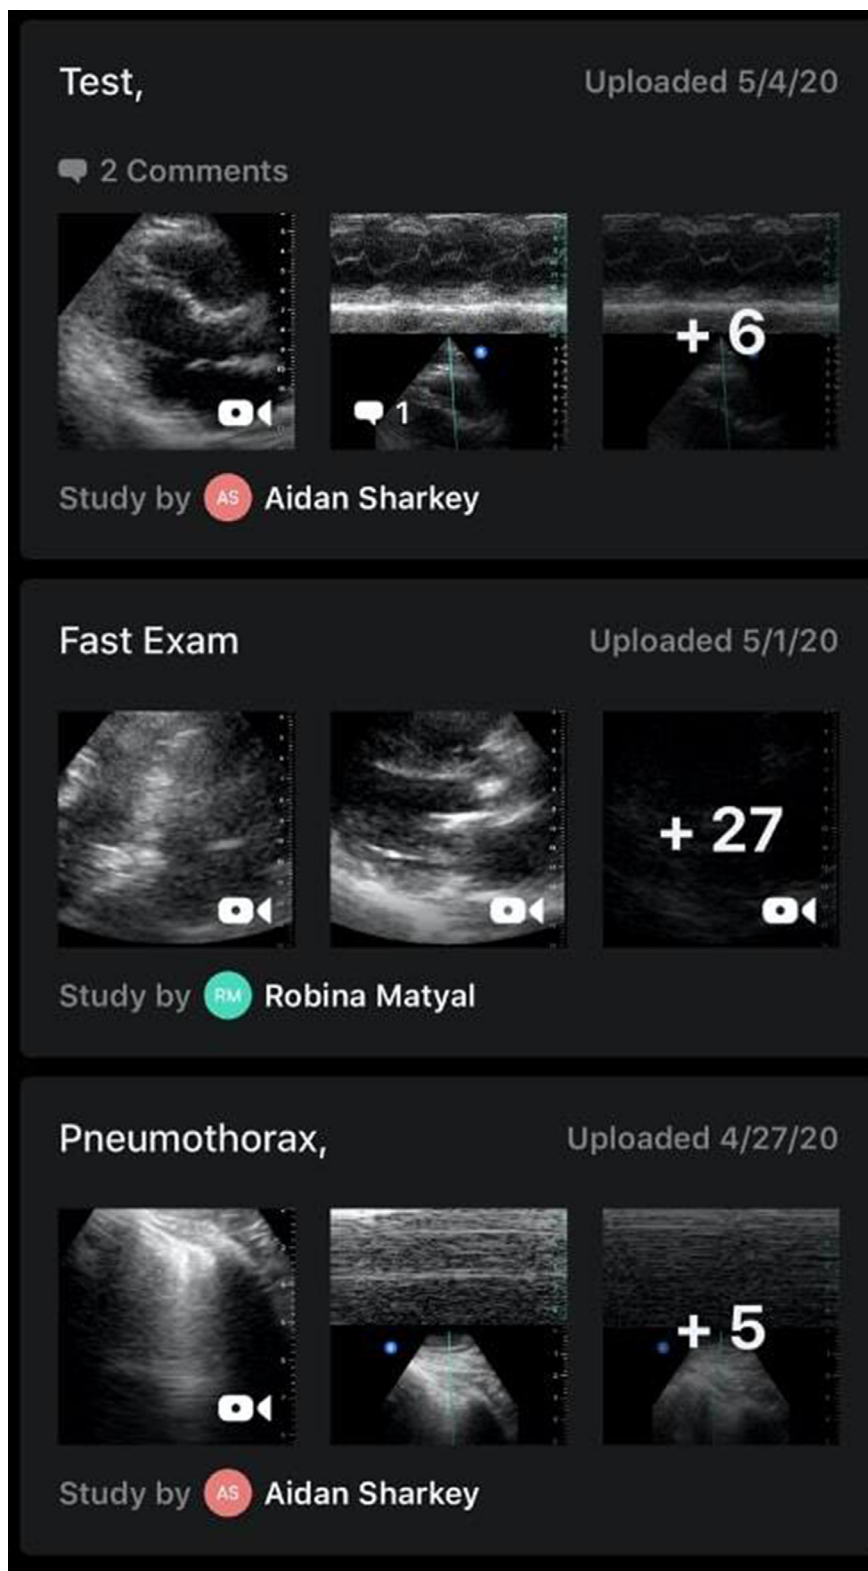 Test,
Uploaded 5/4/20
2 Comments
+ 6
1
Study by AS Aidan Sharkey
Fast Exam
Uploaded 5/1/20
+ 27
Study by RM Robina Matyal
Pneumothorax,
Uploaded 4/27/20
+ 5
Study by AS Aidan Sharkey